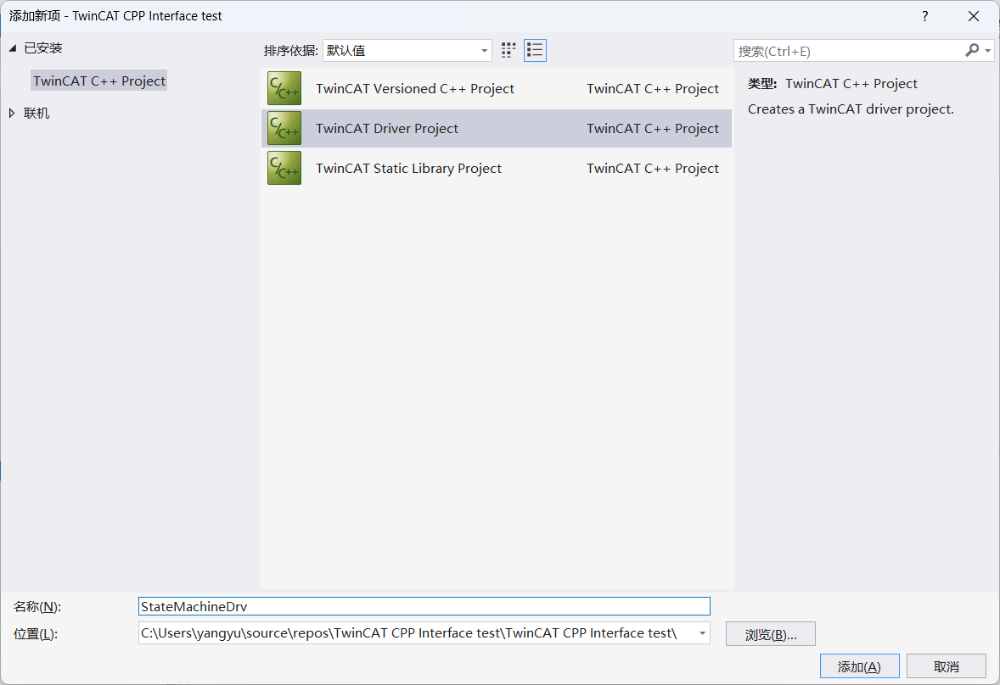 添加新项 - TwinCAT CPP Interface test
?
已安装
TwinCAT C++ Project
联机
排序依据: 默认值
搜索(Ctrl+E)
TwinCAT Versioned C++ Project TwinCAT C++ Project
TwinCAT Driver Project TwinCAT C++ Project
TwinCAT Static Library Project TwinCAT C++ Project
类型: TwinCAT C++ Project
Creates a TwinCAT driver project.
名称(N): StateMachineDrv
位置(L): C:\Users\yangyu\source\repos\TwinCAT CPP Interface test\TwinCAT CPP Interface test\
浏览(B)...
添加(A) 取消